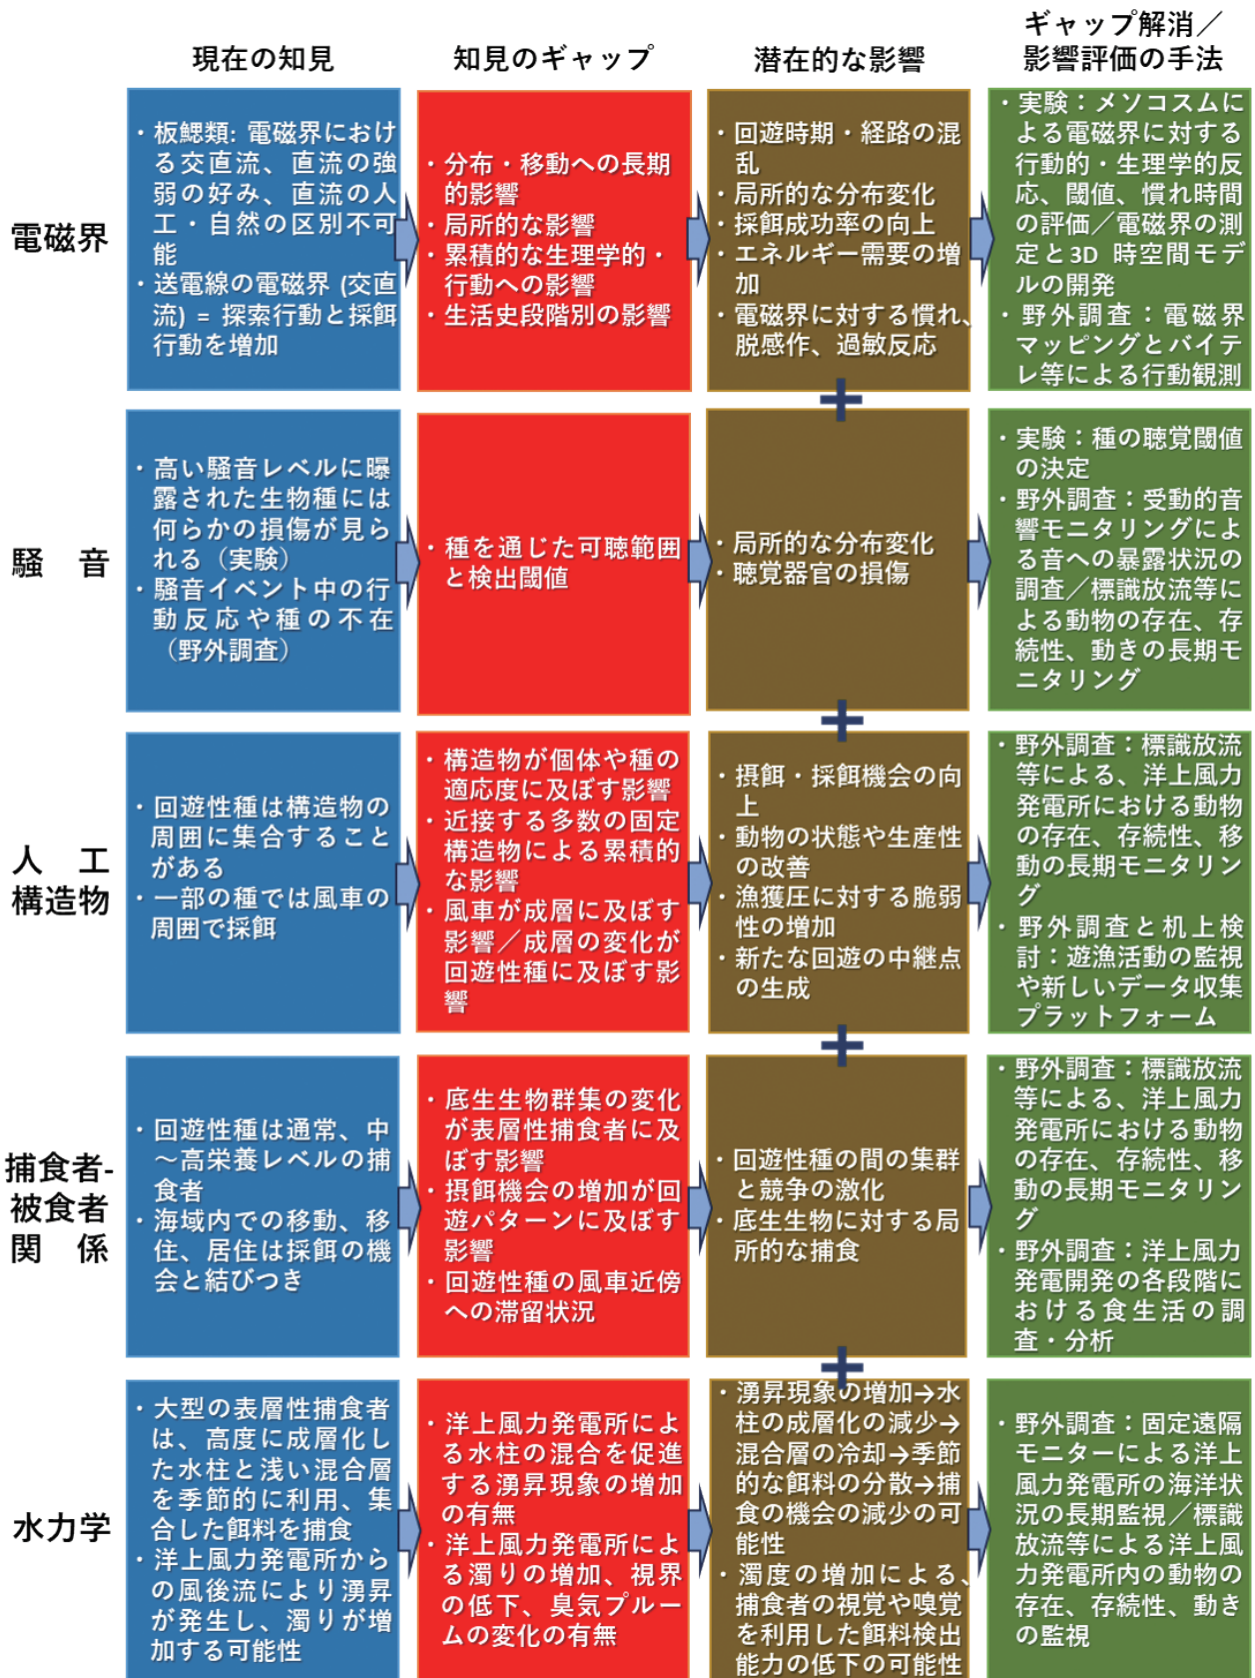 現在の知見
知見のギャップ
潜在的な影響
ギャップ解消／
影響評価の手法
電磁界
・板鰓類: 電磁界におけ
る交直流、直流の強
弱の好み、直流の人
工・自然の区別不可
能
・送電線の電磁界 (交直
流) = 探索行動と採餌
行動を増加
・分布・移動への長期
的影響
・局所的な影響
・累積的な生理学的・
行動への影響
・生活史段階別の影響
・回遊時期・経路の混
乱
・局所的な分布変化
・採餌成功率の向上
・エネルギー需要の増
加
・電磁界に対する慣れ、
脱感作、過敏反応
・実験：メソコスムに
よる電磁界に対する
行動的・生理学的反
応、閾値、慣れ時間
の評価／電磁界の測
定と3D 時空間モデ
ルの開発
・野外調査：電磁界
マッピングとバイテ
レ等による行動観測
+
騒　音
・高い騒音レベルに曝
露された生物種には
何らかの損傷が見ら
れる（実験）
・騒音イベント中の行
動反応や種の不在
（野外調査）
・種を通じた可聴範囲
と検出閾値
・局所的な分布変化
・聴覚器官の損傷
・実験：種の聴覚閾値
の決定
・野外調査：受動的音
響モニタリングによ
る音への暴露状況の
調査／標識放流等に
よる動物の存在、存
続性、動きの長期モ
ニタリング
+
人　工
構造物
・回遊性種は構造物の
周囲に集合すること
がある
・一部の種では風車の
周囲で採餌
・構造物が個体や種の
適応度に及ぼす影響
・近接する多数の固定
構造物による累積的
な影響
・風車が成層に及ぼす
影響／成層の変化が
回遊性種に及ぼす影
響
・摂餌・採餌機会の向
上
・動物の状態や生産性
の改善
・漁獲圧に対する脆弱
性の増加
・新たな回遊の中継点
の生成
・野外調査：標識放流
等による、洋上風力
発電所における動物
の存在、存続性、移
動の長期モニタリン
グ
・野外調査と机上検
討：遊漁活動の監視
や新しいデータ収集
プラットフォーム
+
捕食者-
被食者
関　係
・回遊性種は通常、中
～高栄養レベルの捕
食者
・海域内での移動、移
住、居住は採餌の機
会と結びつき
・底生生物群集の変化
が表層性捕食者に及
ぼす影響
・摂餌機会の増加が回
遊パターンに及ぼす
影響
・回遊性種の風車近傍
への滞留状況
・回遊性種の間の集群
と競争の激化
・底生生物に対する局
所的な捕食
・野外調査：標識放流
等による、洋上風力
発電所における動物
の存在、存続性、移
動の長期モニタリン
グ
・野外調査：洋上風力
発電開発の各段階に
おける食生活の調
査・分析
+
水力学
・大型の表層性捕食者
は、高度に成層化し
た水柱と浅い混合層
を季節的に利用、集
合した餌料を捕食
・洋上風力発電所から
の風後流により湧昇
が発生し、濁りが増
加する可能性
・洋上風力発電所によ
る水柱の混合を促進
する湧昇現象の増加
の有無
・洋上風力発電所によ
る濁りの増加、視界
の低下、臭気プルー
ムの変化の有無
・湧昇現象の増加→水
柱の成層化の減少→
混合層の冷却→季節
的な餌料の分散→捕
食の機会の減少の可
能性
・濁度の増加による、
捕食者の視覚や嗅覚
を利用した餌料検出
能力の低下の可能性
・野外調査：固定遠隔
モニターによる洋上
風力発電所の海洋状
況の長期監視／標識
放流等による洋上風
力発電所内の動物の
存在、存続性、動き
の監視